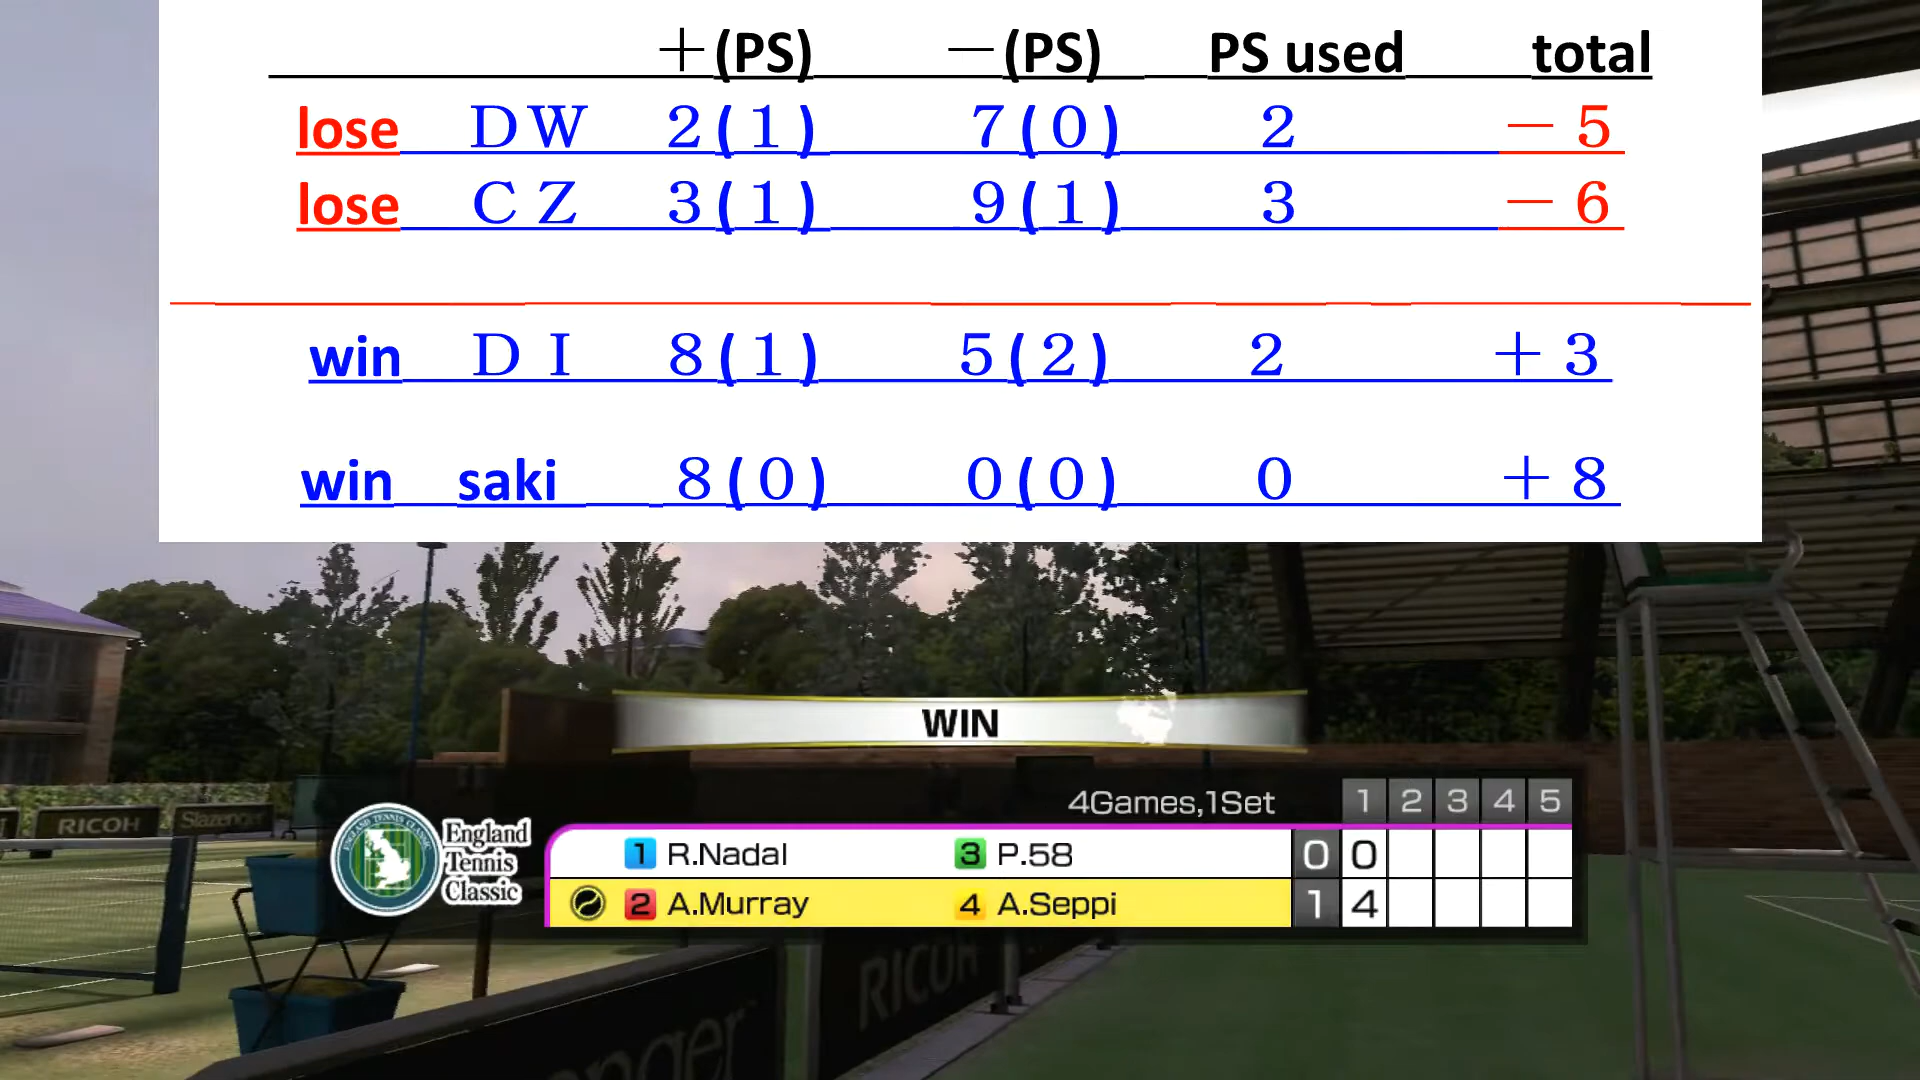 ＋(PS) －(PS) PS used total
lose ＤＷ ２(１) ７(０) ２ －５
lose ＣＺ ３(１) ９(１) ３ －６
win ＤＩ ８(１) ５(２) ２ ＋３
win saki ８(０) ０(０) ０ ＋８
WIN
4Games,1Set 1 2 3 4 5
England
Tennis
Classic
1 R.Nadal 3 P.58 0 0
2 A.Murray 4 A.Seppi 1 4
RICOH
Slazenger
RICOH